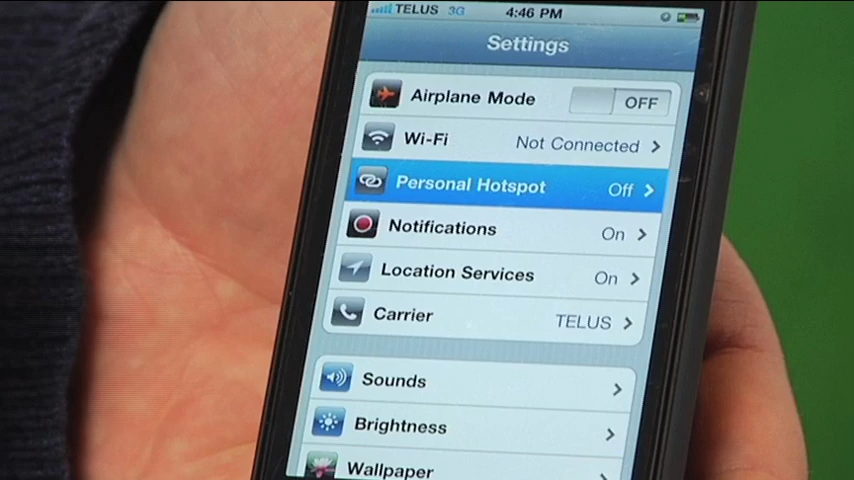 TELUS 3G 4:46 PM
Settings
Airplane Mode OFF
Wi-Fi Not Connected
Personal Hotspot Off
Notifications On
Location Services On
Carrier TELUS
Sounds
Brightness
Wallpaper